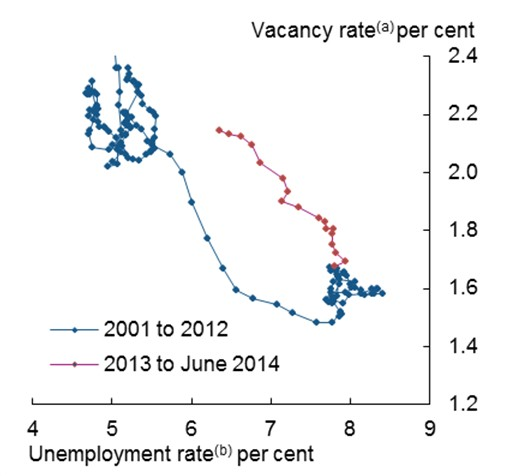 Vacancy rate(a) per cent
2.4
2.2
2.0
1.8
1.6
1.4
1.2
2001 to 2012
2013 to June 2014
4 5 6 7 8 9
Unemployment rate(b) per cent